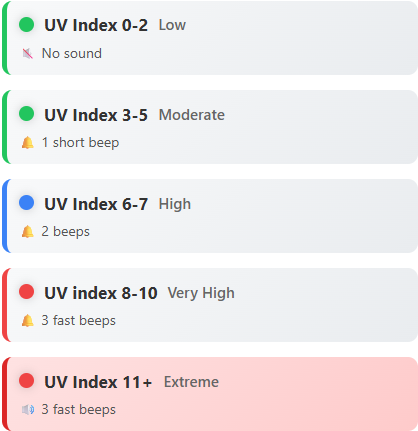 UV Index 0-2 Low
No sound
UV Index 3-5 Moderate
1 short beep
UV Index 6-7 High
2 beeps
UV index 8-10 Very High
3 fast beeps
UV Index 11+ Extreme
3 fast beeps